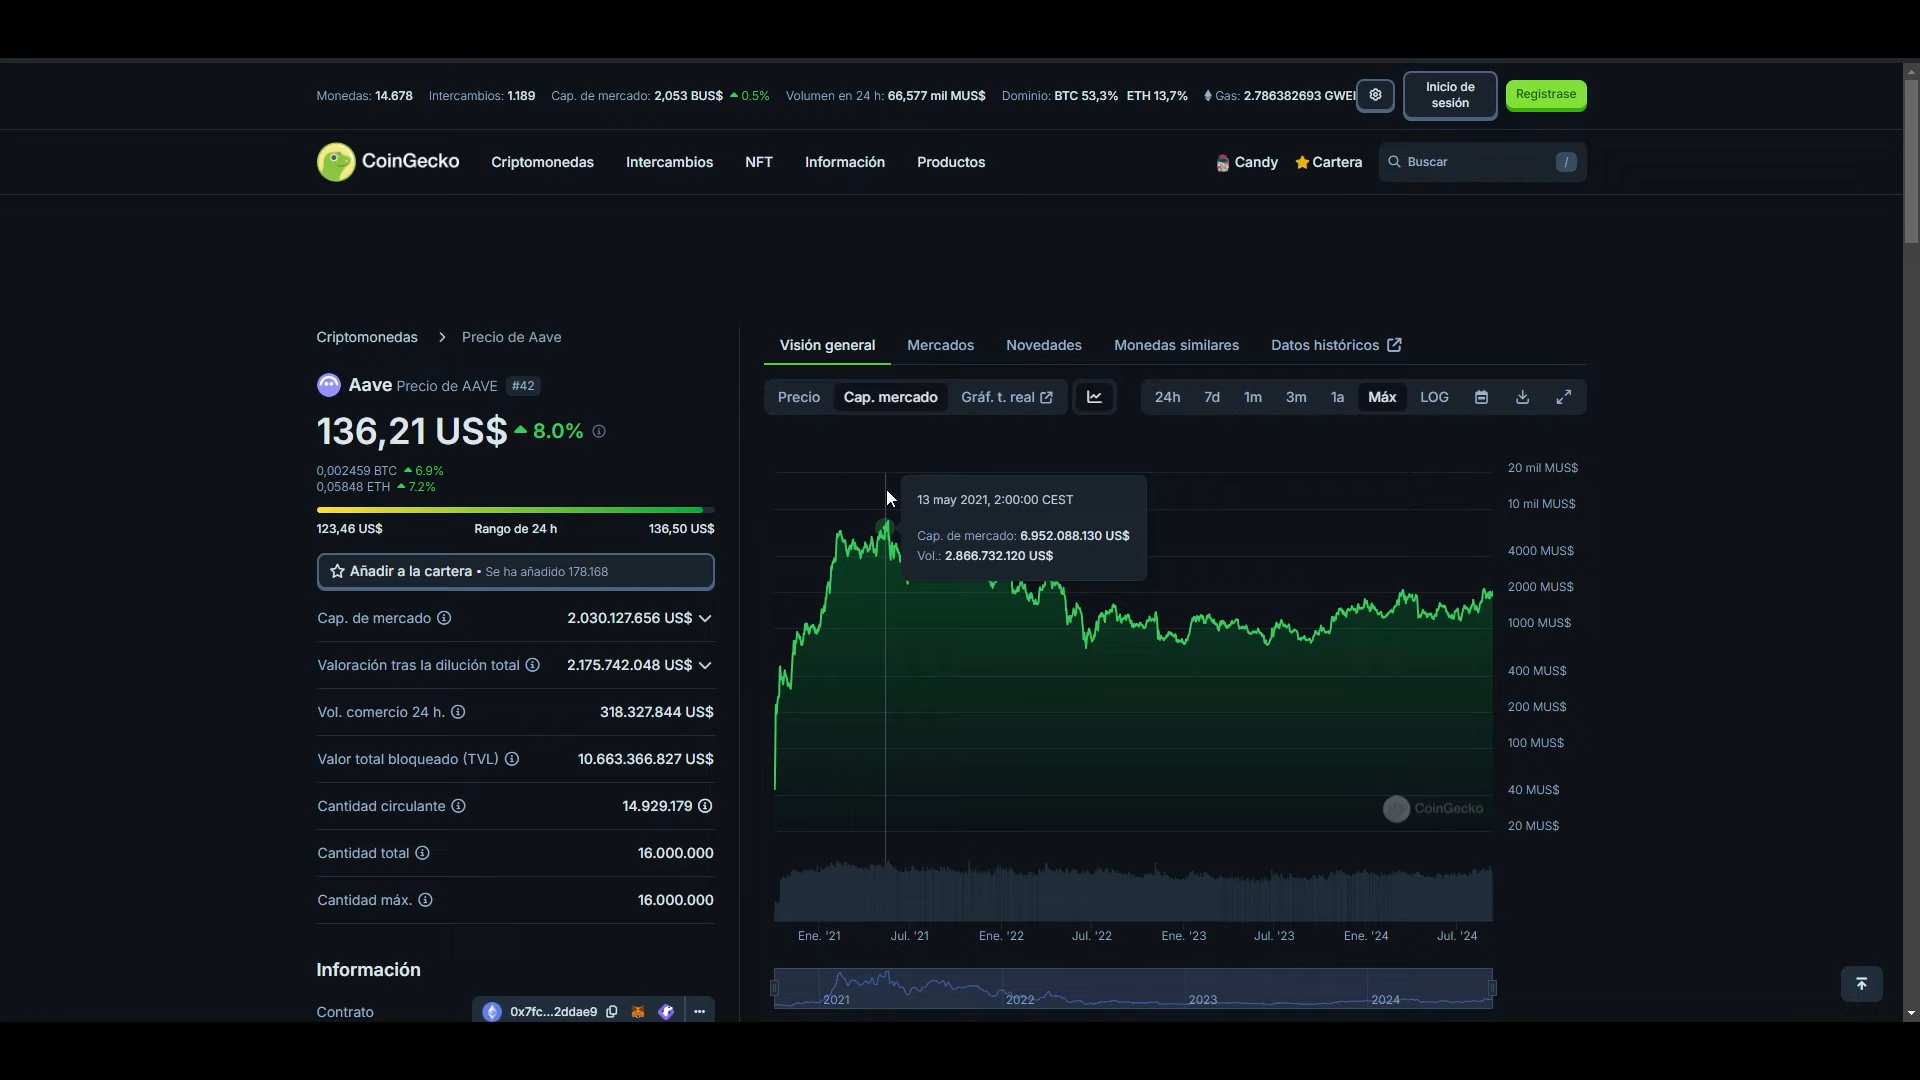 Monedas: 14.678 Intercambios: 1.189 Cap. de mercado: 2,053 BUS$ 0.5% Volumen en 24 h: 66,577 mil MUS$ Dominio: BTC 53,3% ETH 13,7% Gas: 2.786382693 GWEI
Inicio de
sesión
Registrase
CoinGecko Criptomonedas Intercambios NFT Información Productos Candy Cartera Buscar /
Criptomonedas > Precio de Aave
Aave Precio de AAVE #42
136,21 US$ 8.0%
0,002459 BTC 6.9%
0,05848 ETH 7.2%
123,46 US$ Rango de 24 h 136,50 US$
Añadir a la cartera • Se ha añadido 178.168
Cap. de mercado 2.030.127.656 US$
Valoración tras la dilución total 2.175.742.048 US$
Vol. comercio 24 h. 318.327.844 US$
Valor total bloqueado (TVL) 10.663.366.827 US$
Cantidad circulante 14.929.179
Cantidad total 16.000.000
Cantidad máx. 16.000.000
Información
Contrato 0x7fc...2ddae9
Visión general Mercados Novedades Monedas similares Datos históricos
Precio Cap. mercado Gráf. t. real 24h 7d 1m 3m 1a Máx LOG
13 may 2021, 2:00:00 CEST
Cap. de mercado: 6.952.088.130 US$
Vol.: 2.866.732.120 US$
20 mil MUS$
10 mil MUS$
4000 MUS$
2000 MUS$
1000 MUS$
400 MUS$
200 MUS$
100 MUS$
40 MUS$
20 MUS$
CoinGecko
Ene. '21 Jul. '21 Ene. '22 Jul. '22 Ene. '23 Jul. '23 Ene. '24 Jul. '24
2021 2022 2023 2024